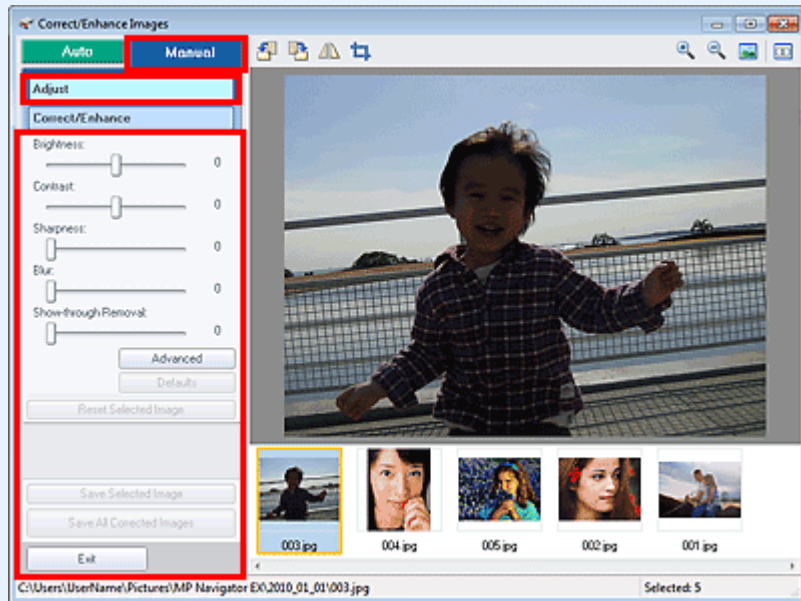 Correct/Enhance Images
Auto
Manual
Adjust
Correct/Enhance
Brightness:
0
Contrast:
0
Sharpness:
0
Blur:
0
Show-through Removal:
0
Advanced
Defaults
Reset Selected Image
Save Selected Image
Save All Corrected Images
Exit
003.jpg
004.jpg
005.jpg
002.jpg
001.jpg
C:\Users\UserName\Pictures\MP Navigator EX\2010_01_01\003.jpg
Selected: 5